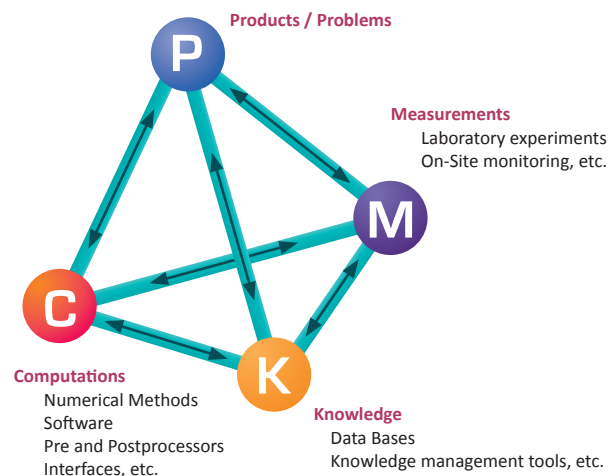 Products / Problems
P
Measurements
Laboratory experiments
On-Site monitoring, etc.
M
C
K
Computations
Numerical Methods
Software
Pre and Postprocessors
Interfaces, etc.
Knowledge
Data Bases
Knowledge management tools, etc.